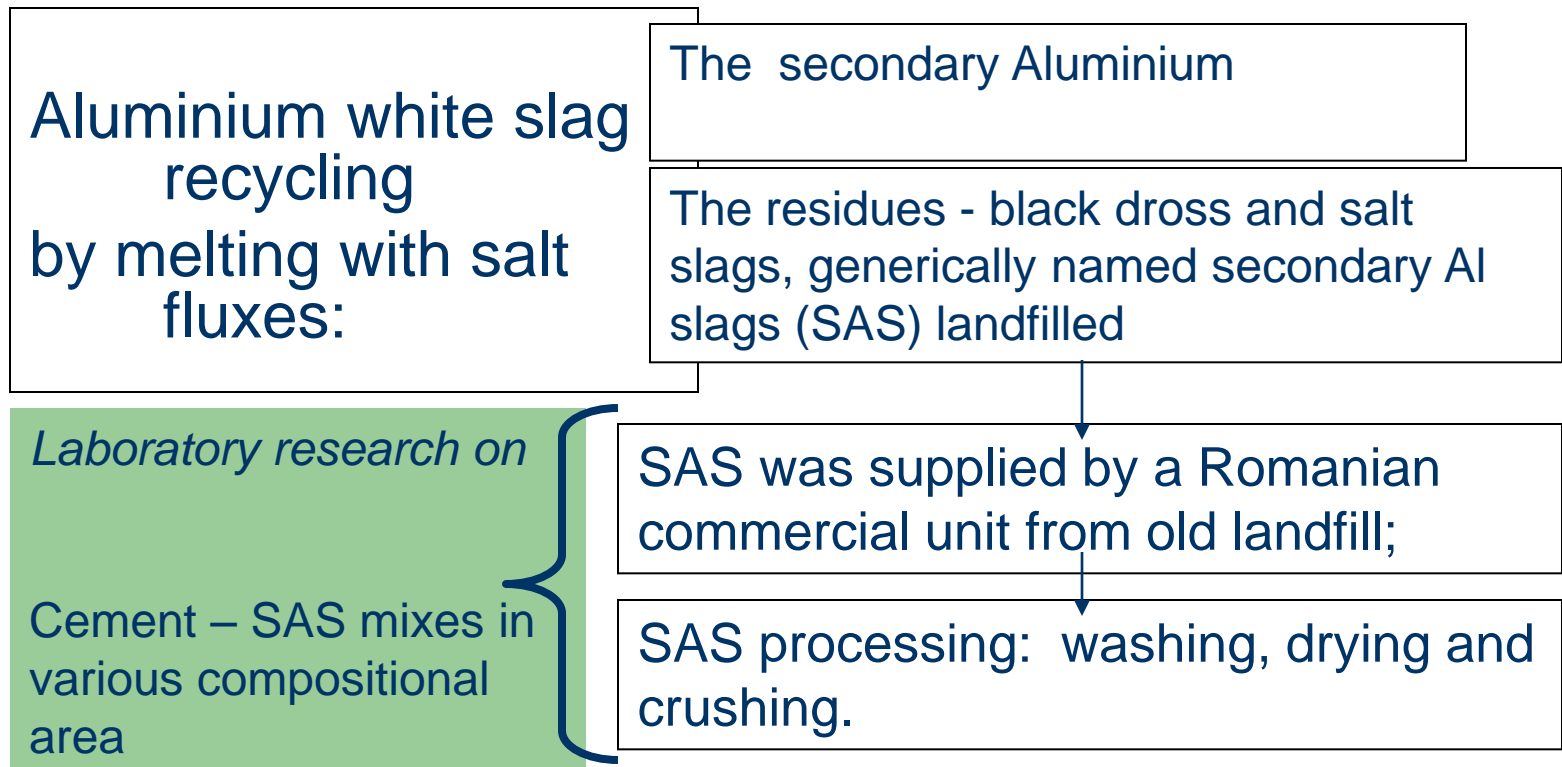 Aluminium white slag
recycling
by melting with salt
fluxes:
The secondary Aluminium
The residues - black dross and salt
slags, generically named secondary Al
slags (SAS) landfilled
Laboratory research on
Cement – SAS mixes in
various compositional
area
SAS was supplied by a Romanian
commercial unit from old landfill;
SAS processing: washing, drying and
crushing.